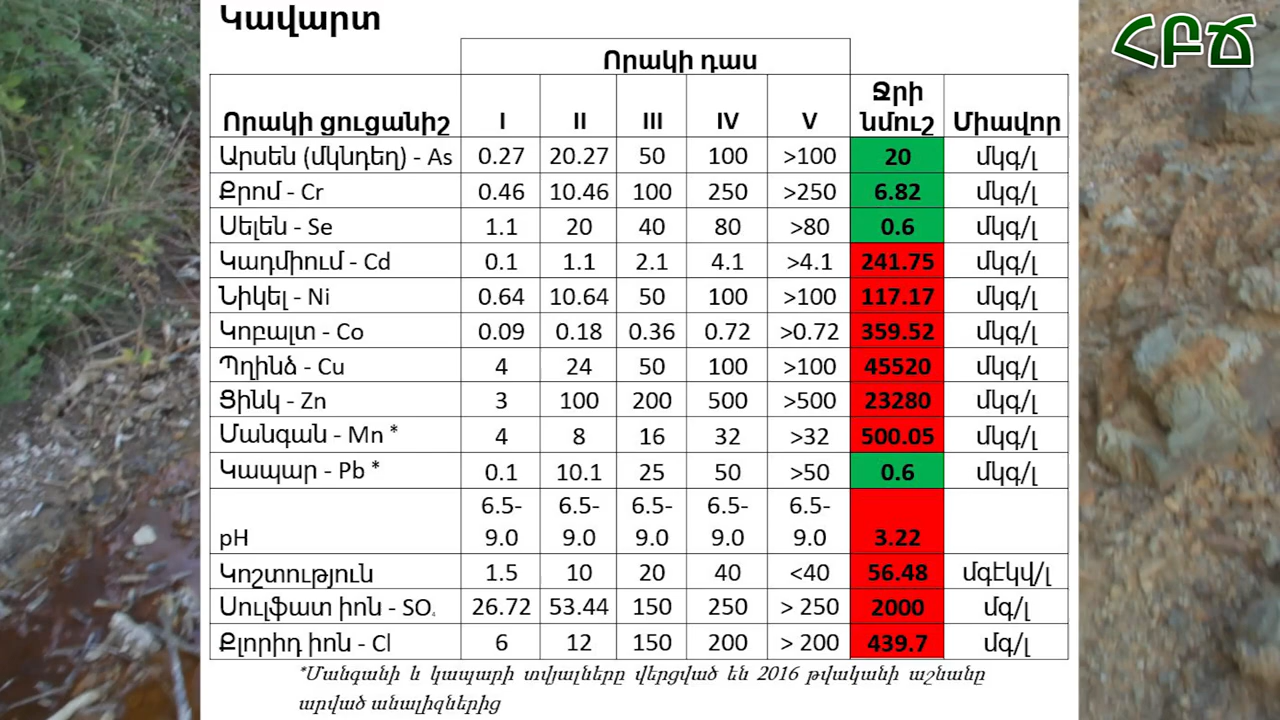 Կավարտ
ՀԲՃ
Որակի դաս
Որակի ցուցանիշ I II III IV V Ջրի նմուշ Միավոր
Արսեն (մկնդեղ) - As 0.27 20.27 50 100 >100 20 մկգ/լ
Քրոմ - Cr 0.46 10.46 100 250 >250 6.82 մկգ/լ
Սելեն - Se 1.1 20 40 80 >80 0.6 մկգ/լ
Կադմիում - Cd 0.1 1.1 2.1 4.1 >4.1 241.75 մկգ/լ
Նիկել - Ni 0.64 10.64 50 100 >100 117.17 մկգ/լ
Կոբալտ - Co 0.09 0.18 0.36 0.72 >0.72 359.52 մկգ/լ
Պղինձ - Cu 4 24 50 100 >100 45520 մկգ/լ
Ցինկ - Zn 3 100 200 500 >500 23280 մկգ/լ
Մանգան - Mn * 4 8 16 32 >32 500.05 մկգ/լ
Կապար - Pb * 0.1 10.1 25 50 >50 0.6 մկգ/լ
pH 6.5-9.0 6.5-9.0 6.5-9.0 6.5-9.0 6.5-9.0 3.22
Կոշտություն 1.5 10 20 40 <40 56.48 մգէկվ/լ
Սուլֆատ իոն - SO₄ 26.72 53.44 150 250 > 250 2000 մգ/լ
Քլորիդ իոն - Cl 6 12 150 200 > 200 439.7 մգ/լ
*Մանգանի և կապարի տվյալները վերցված են 2016 թվականի աշնանը
արված անալիզներից